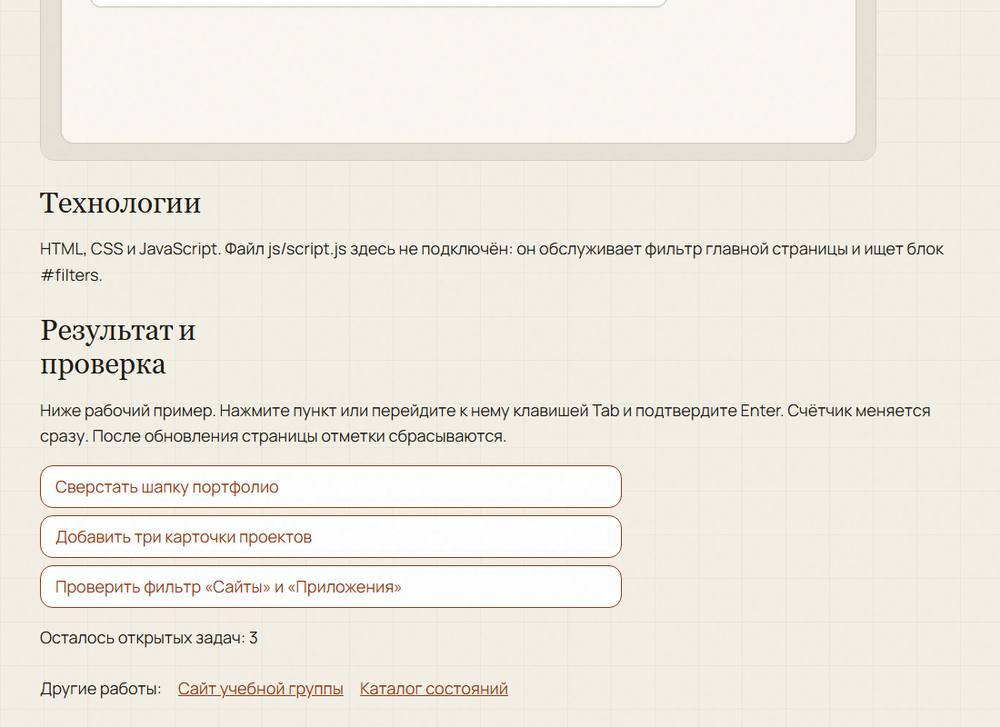 Технологии
HTML, CSS и JavaScript. Файл js/script.js здесь не подключён: он обслуживает фильтр главной страницы и ищет блок
#filters.
Результат и
проверка
Ниже рабочий пример. Нажмите пункт или перейдите к нему клавишей Tab и подтвердите Enter. Счётчик меняется
сразу. После обновления страницы отметки сбрасываются.
Сверстать шапку портфолио
Добавить три карточки проектов
Проверить фильтр «Сайты» и «Приложения»
Осталось открытых задач: 3
Другие работы: Сайт учебной группы Каталог состояний